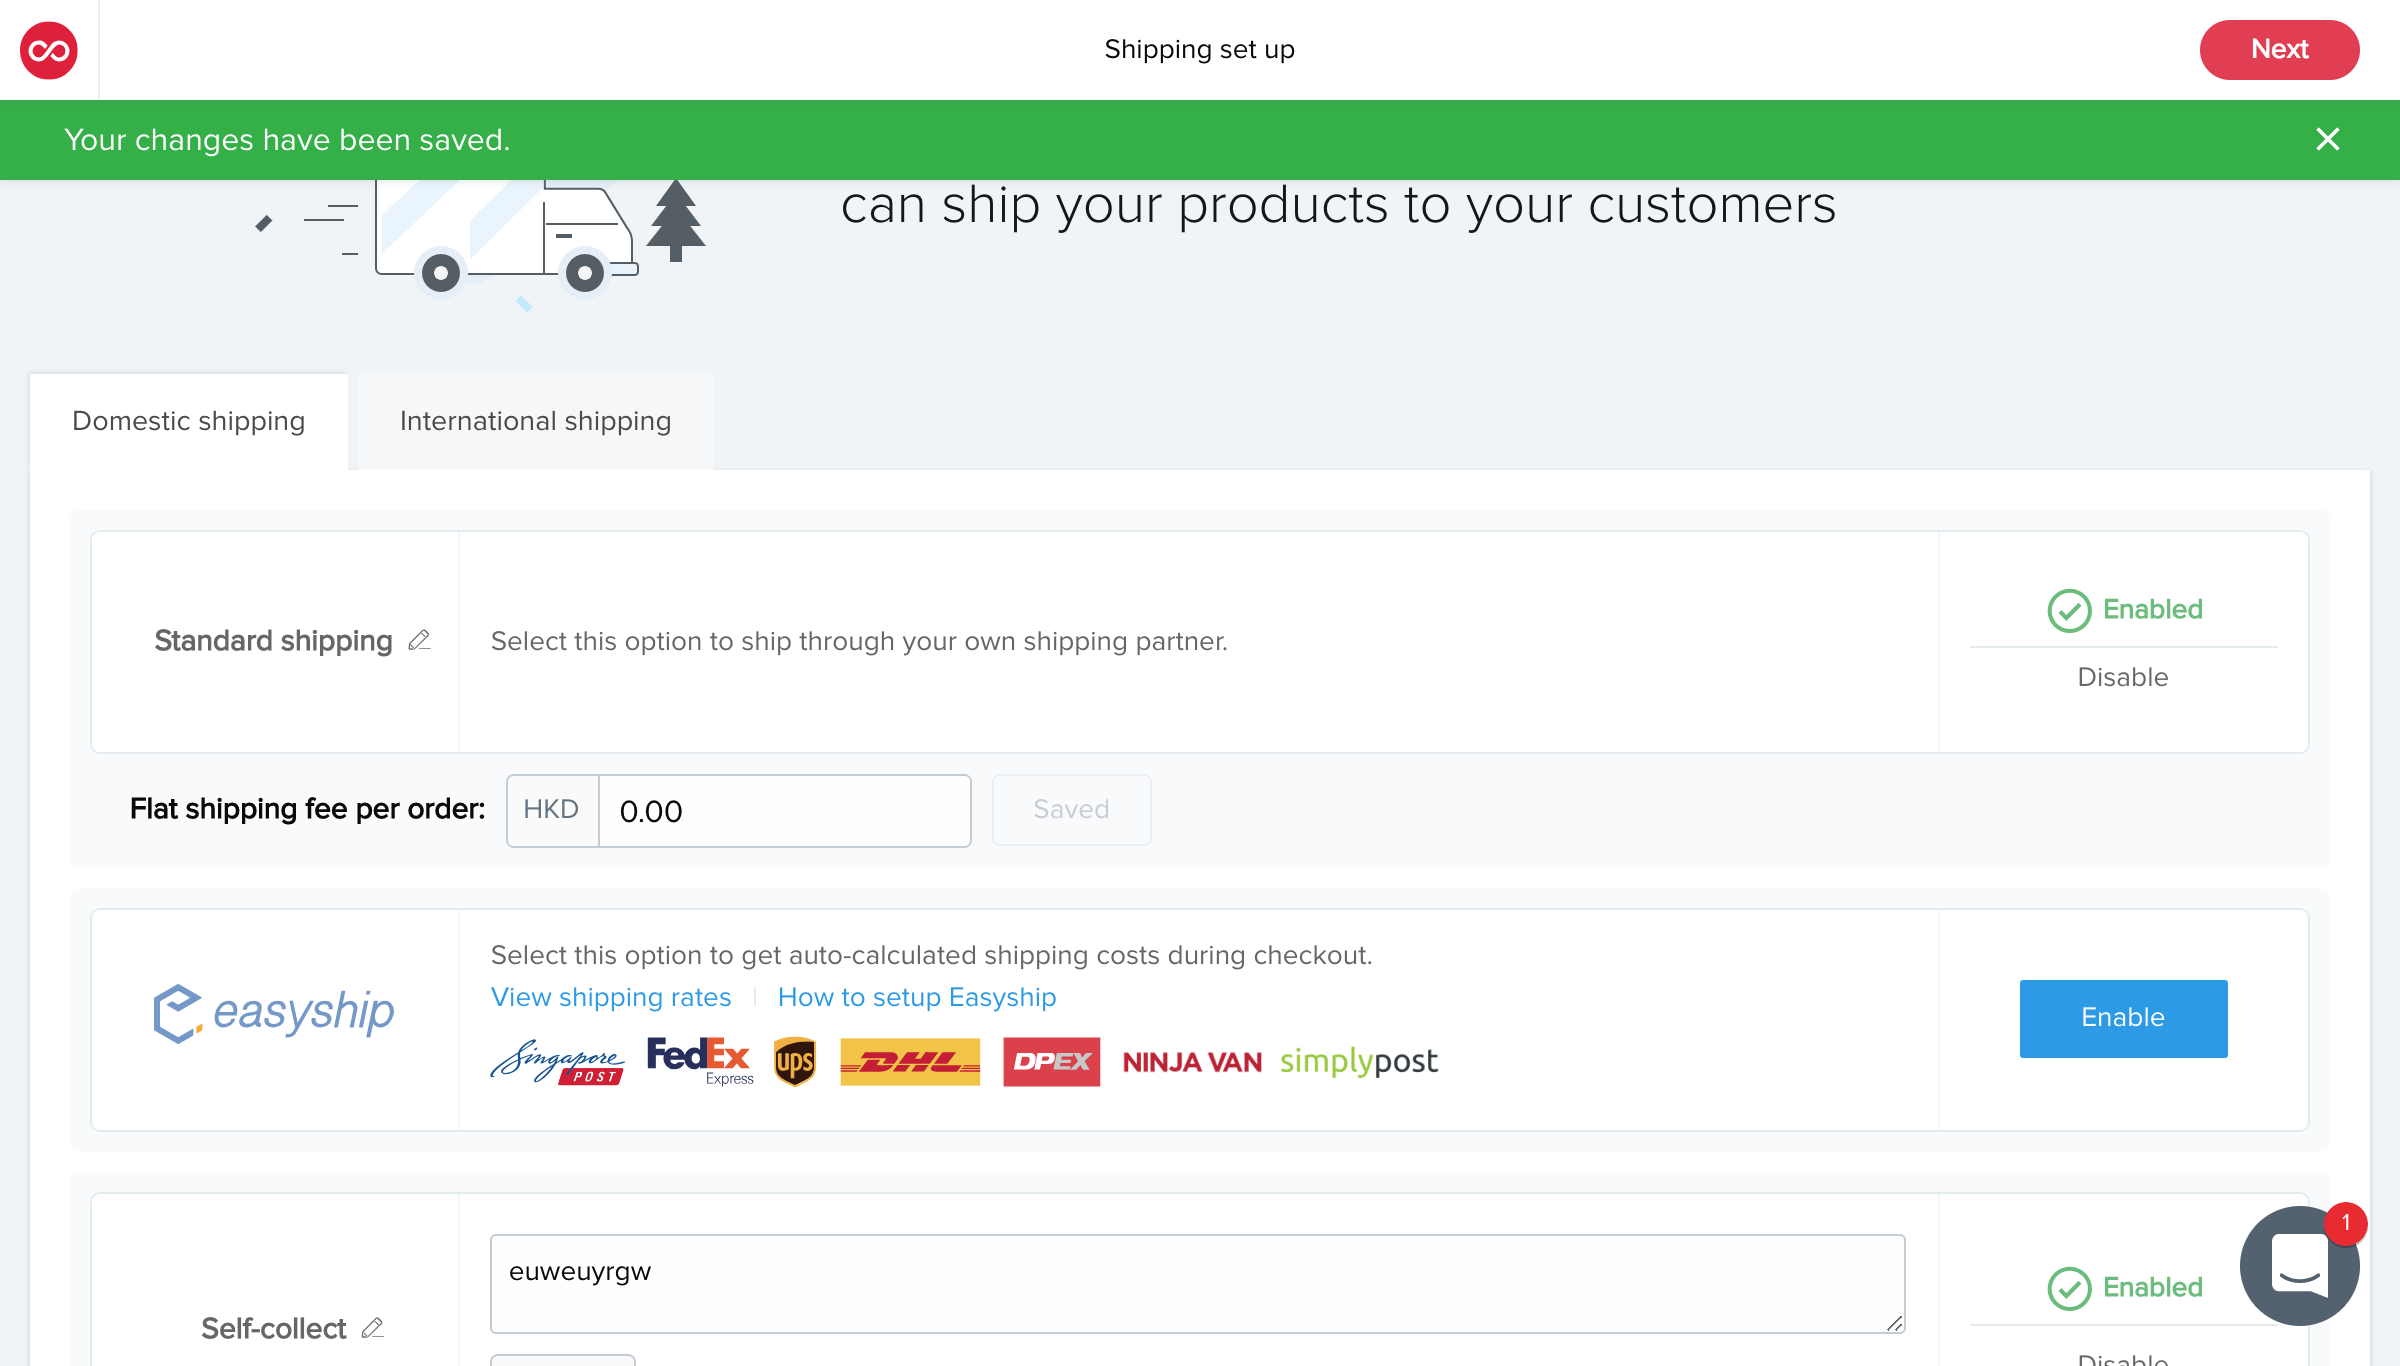 Shipping set up
Next
Your changes have been saved.
can ship your products to your customers
Domestic shipping
International shipping
Standard shipping
Select this option to ship through your own shipping partner.
Enabled
Disable
Flat shipping fee per order:
HKD
0.00
Saved
easyship
Select this option to get auto-calculated shipping costs during checkout.
View shipping rates
How to setup Easyship
Singapore POST
FedEx Express
ups
DHL
DPEX
NINJA VAN
simplypost
Enable
euweuyrgw
Self-collect
Enabled
1
Disable